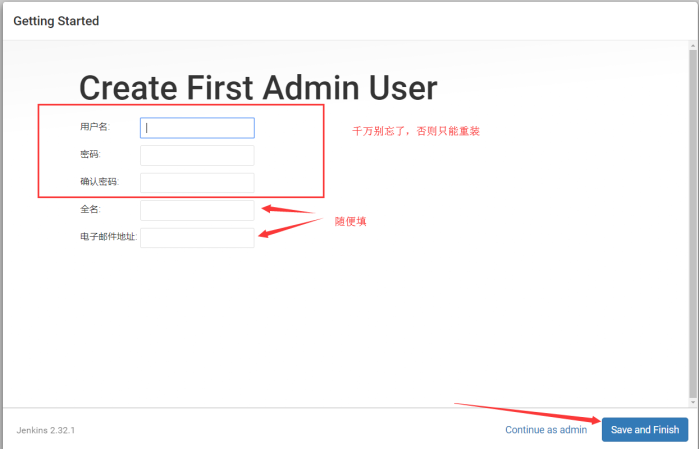 Getting Started
Create First Admin User
用户名:
千万别忘了，否则只能重装
密码:
确认密码:
全名:
随便填
电子邮件地址:
Jenkins 2.32.1
Continue as admin
Save and Finish